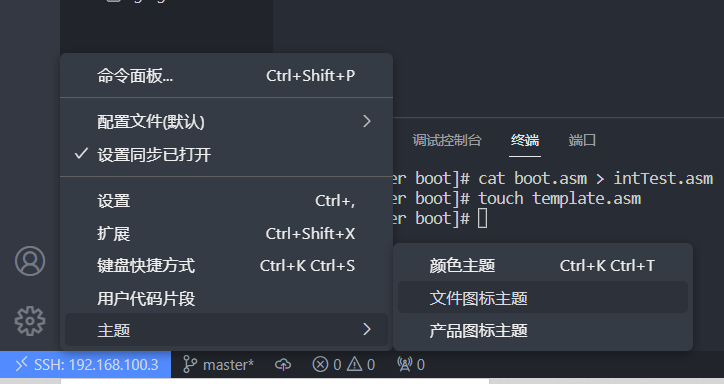 命令面板... Ctrl+Shift+P
配置文件(默认)
设置同步已打开
设置 Ctrl+,
扩展 Ctrl+Shift+X
键盘快捷方式 Ctrl+K Ctrl+S
用户代码片段
主题
调试控制台 终端 端口
er boot]# cat boot.asm > intTest.asm
er boot]# touch template.asm
er boot]#
颜色主题 Ctrl+K Ctrl+T
文件图标主题
产品图标主题
SSH: 192.168.100.3 master* 0 0 0